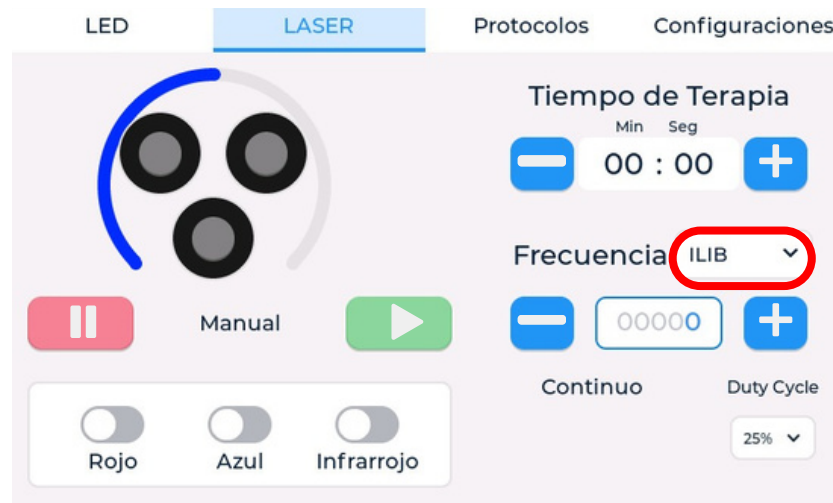 LED LASER Protocolos Configuraciones
Tiempo de Terapia
Min Seg
00 : 00
Frecuencia ILIB
Manual
00000
Continuo Duty Cycle
25%
Rojo Azul Infrarrojo